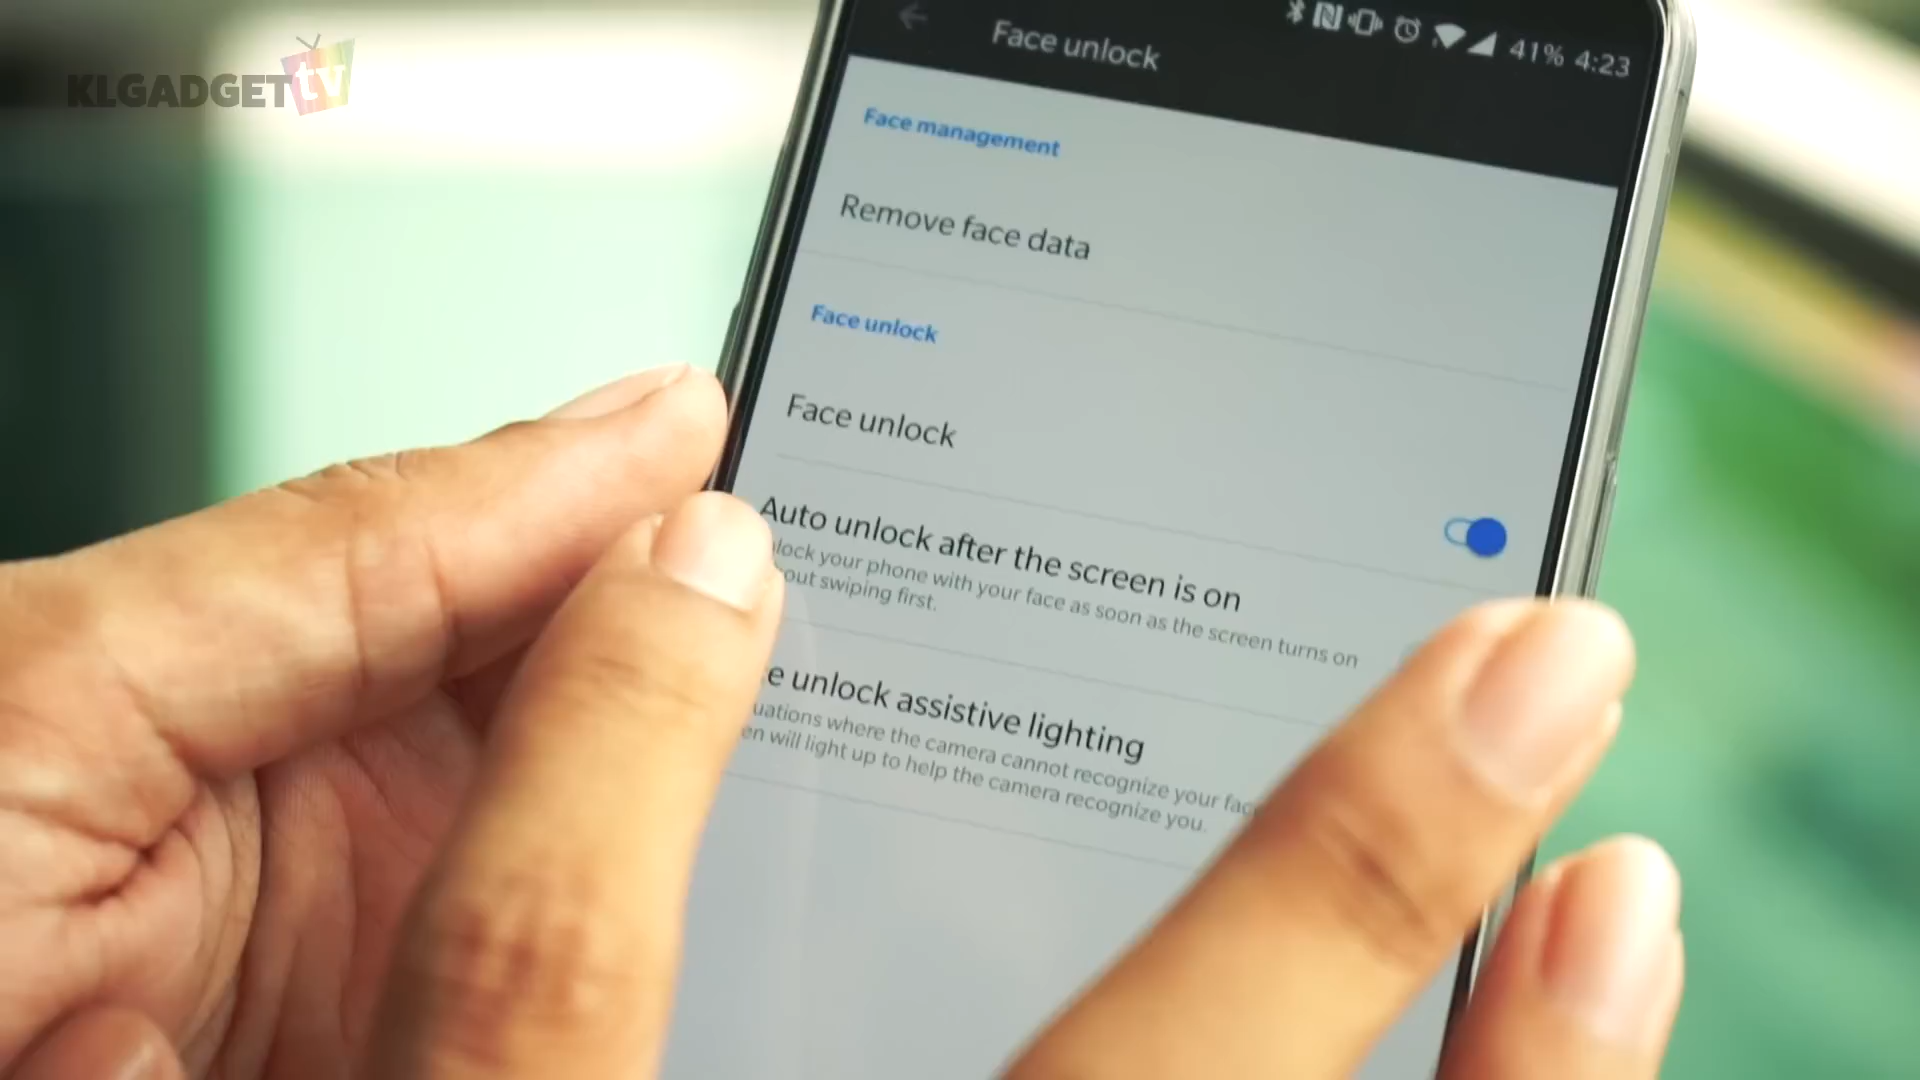 KLGADGET tv
Face unlock
41% 4:23
Face management
Remove face data
Face unlock
Face unlock
Auto unlock after the screen is on
lock your phone with your face as soon as the screen turns on
out swiping first.
e unlock assistive lighting
uations where the camera cannot recognize your fac
en will light up to help the camera recognize you.